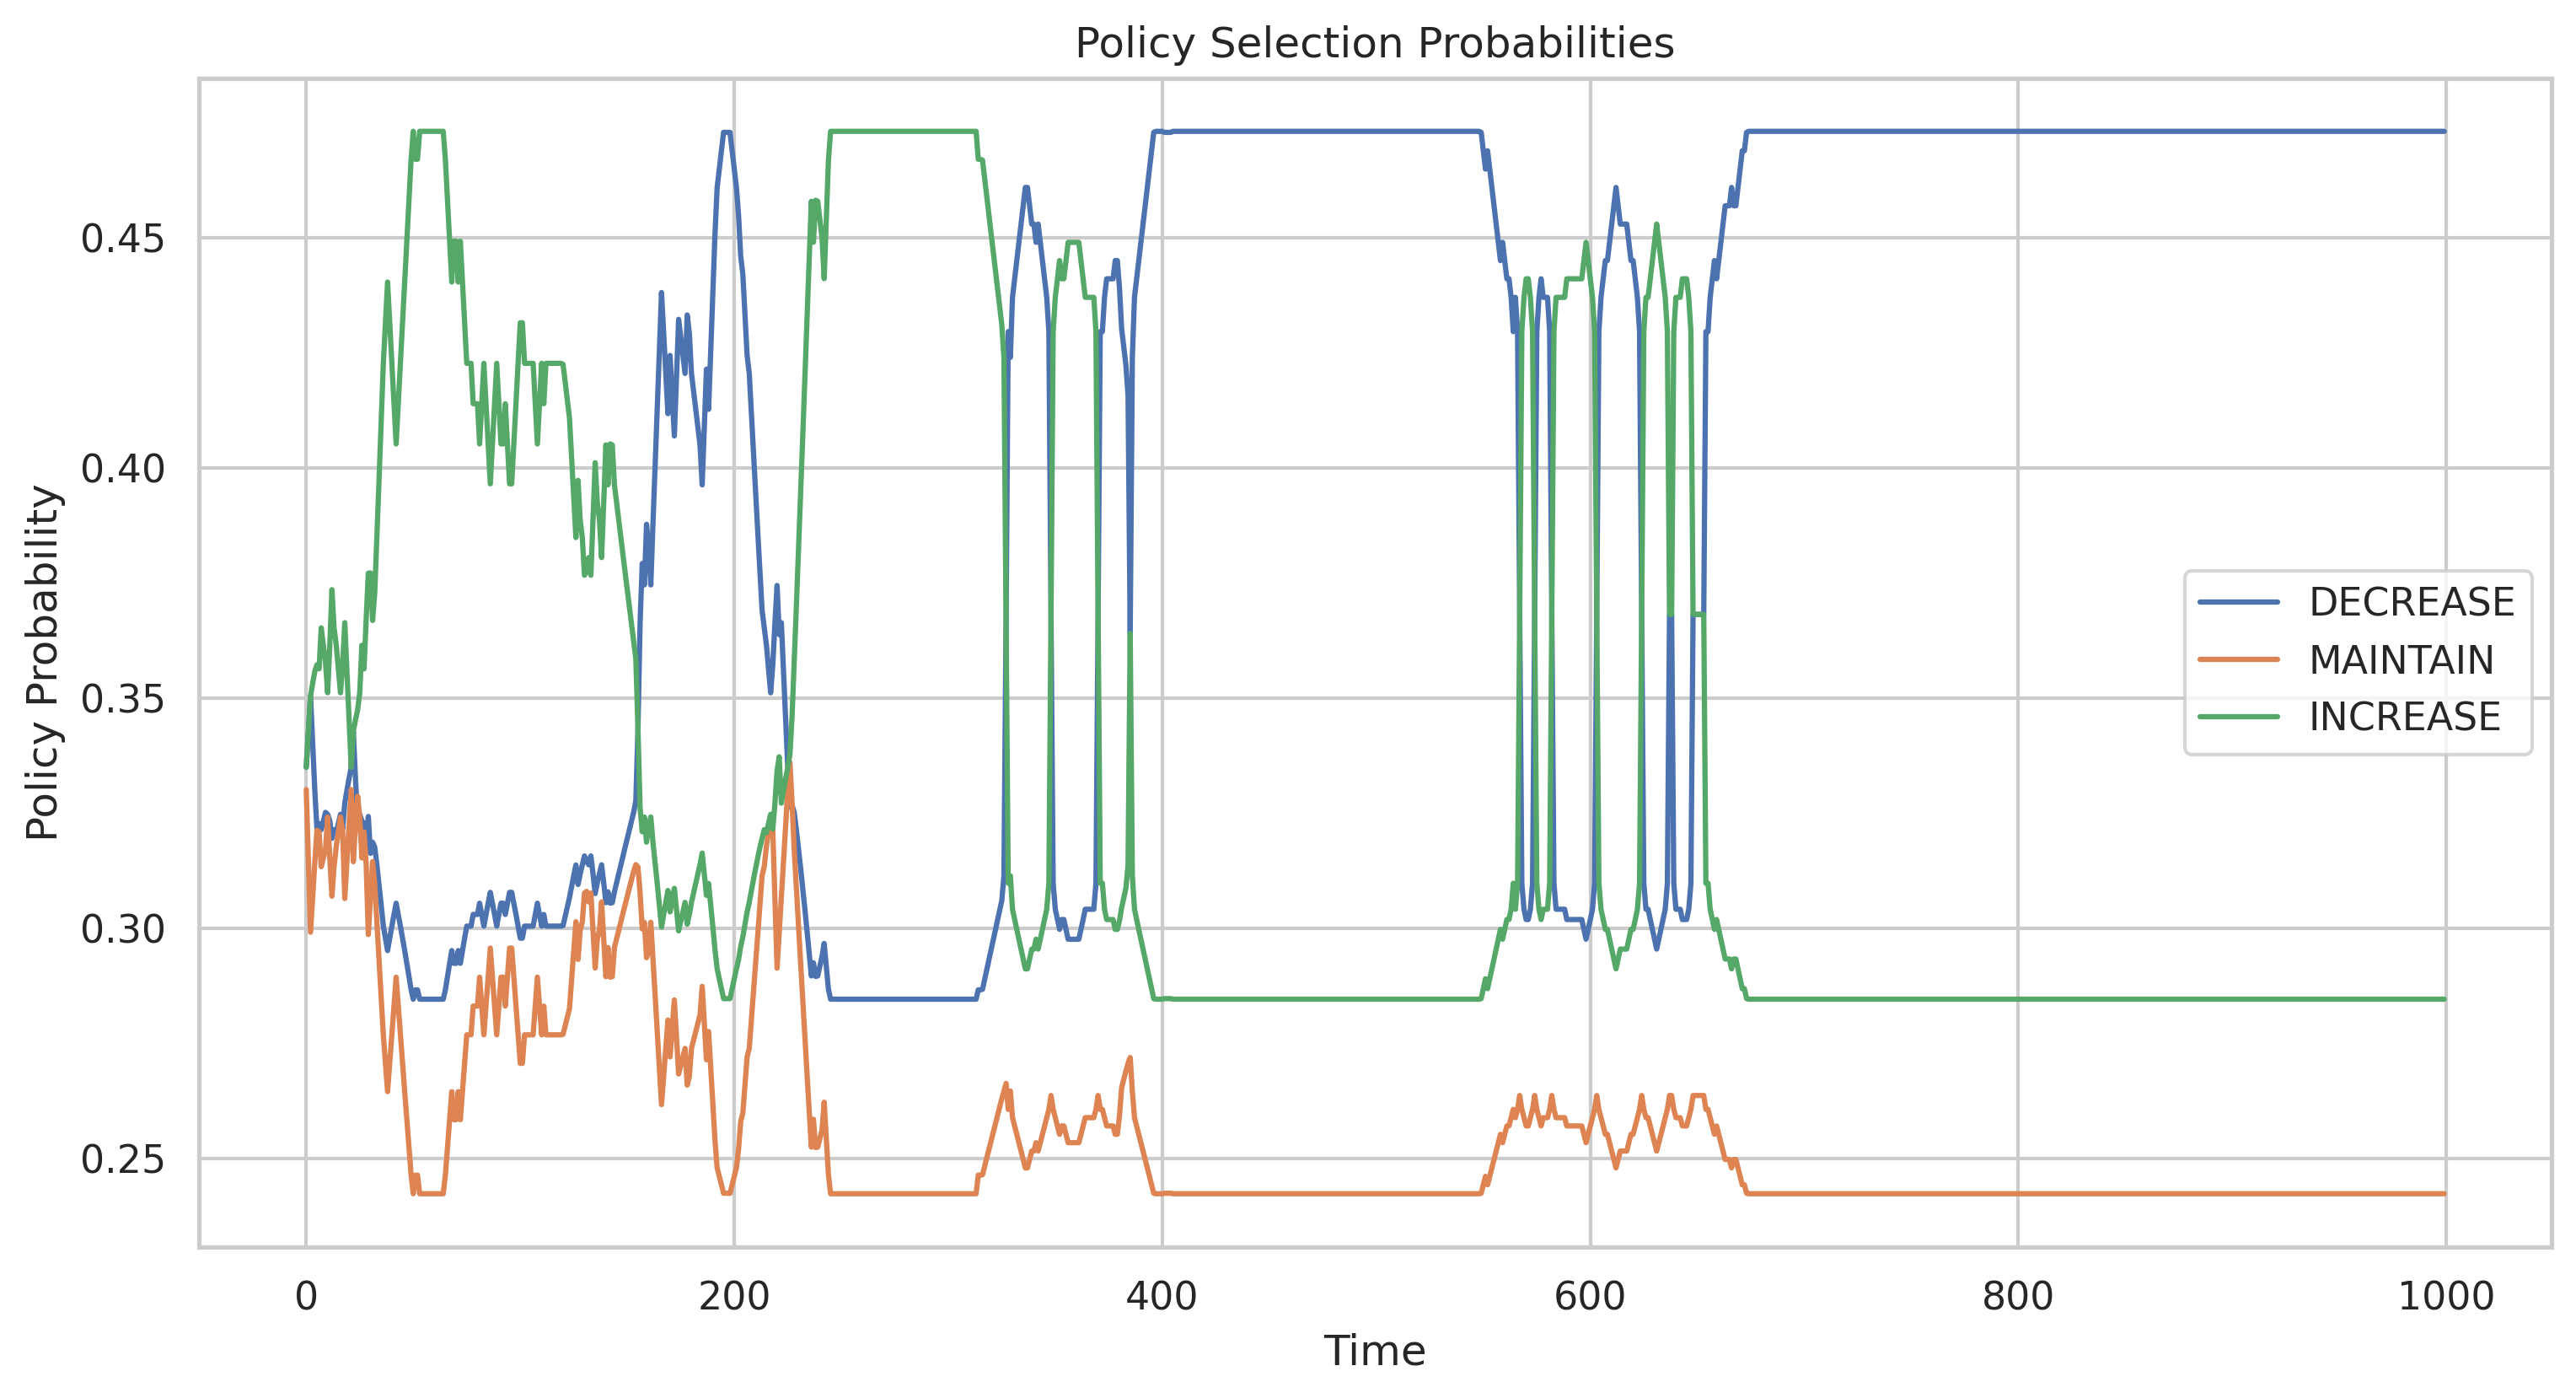 Policy Selection Probabilities
Policy Probability
0.45
0.40
0.35
0.30
0.25
DECREASE
MAINTAIN
INCREASE
0 200 400 600 800 1000
Time